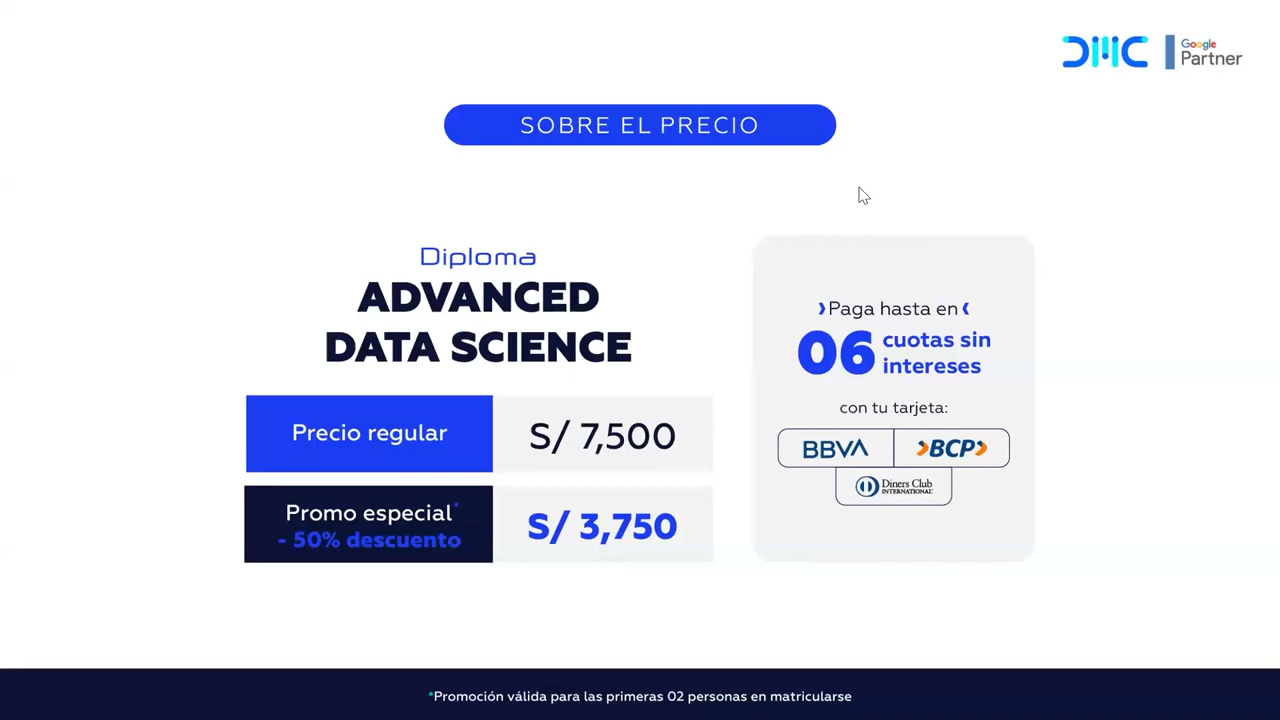 DMC
Google
Partner
SOBRE EL PRECIO
Diploma
ADVANCED
DATA SCIENCE
Precio regular
S/ 7,500
Promo especial*
- 50% descuento
S/ 3,750
Paga hasta en
06 cuotas sin
intereses
con tu tarjeta:
BBVA
BCP
Diners Club
INTERNATIONAL
*Promoción válida para las primeras 02 personas en matricularse